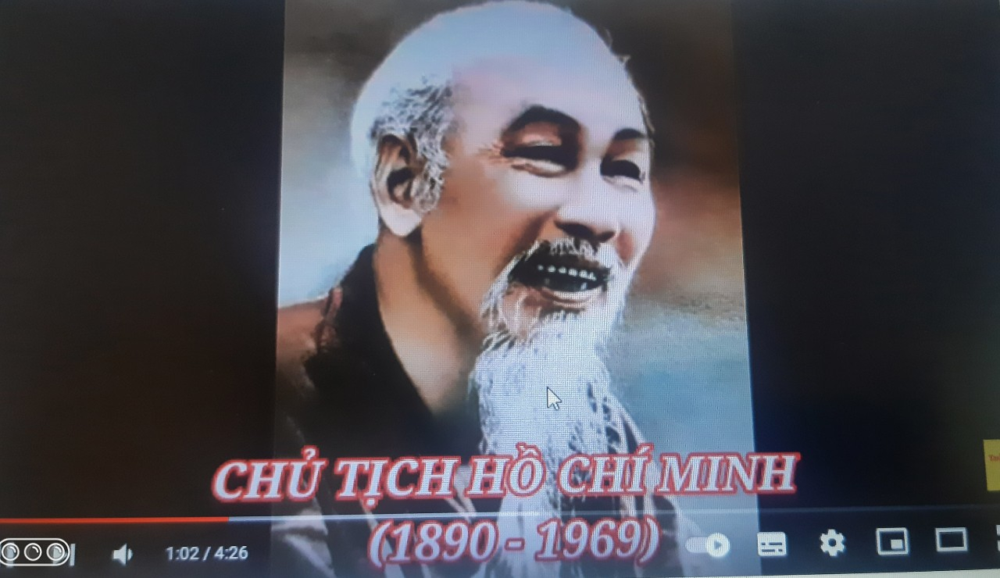 CHỦ TỊCH HỒ CHÍ MINH
(1890 - 1969)
1:02 / 4:26